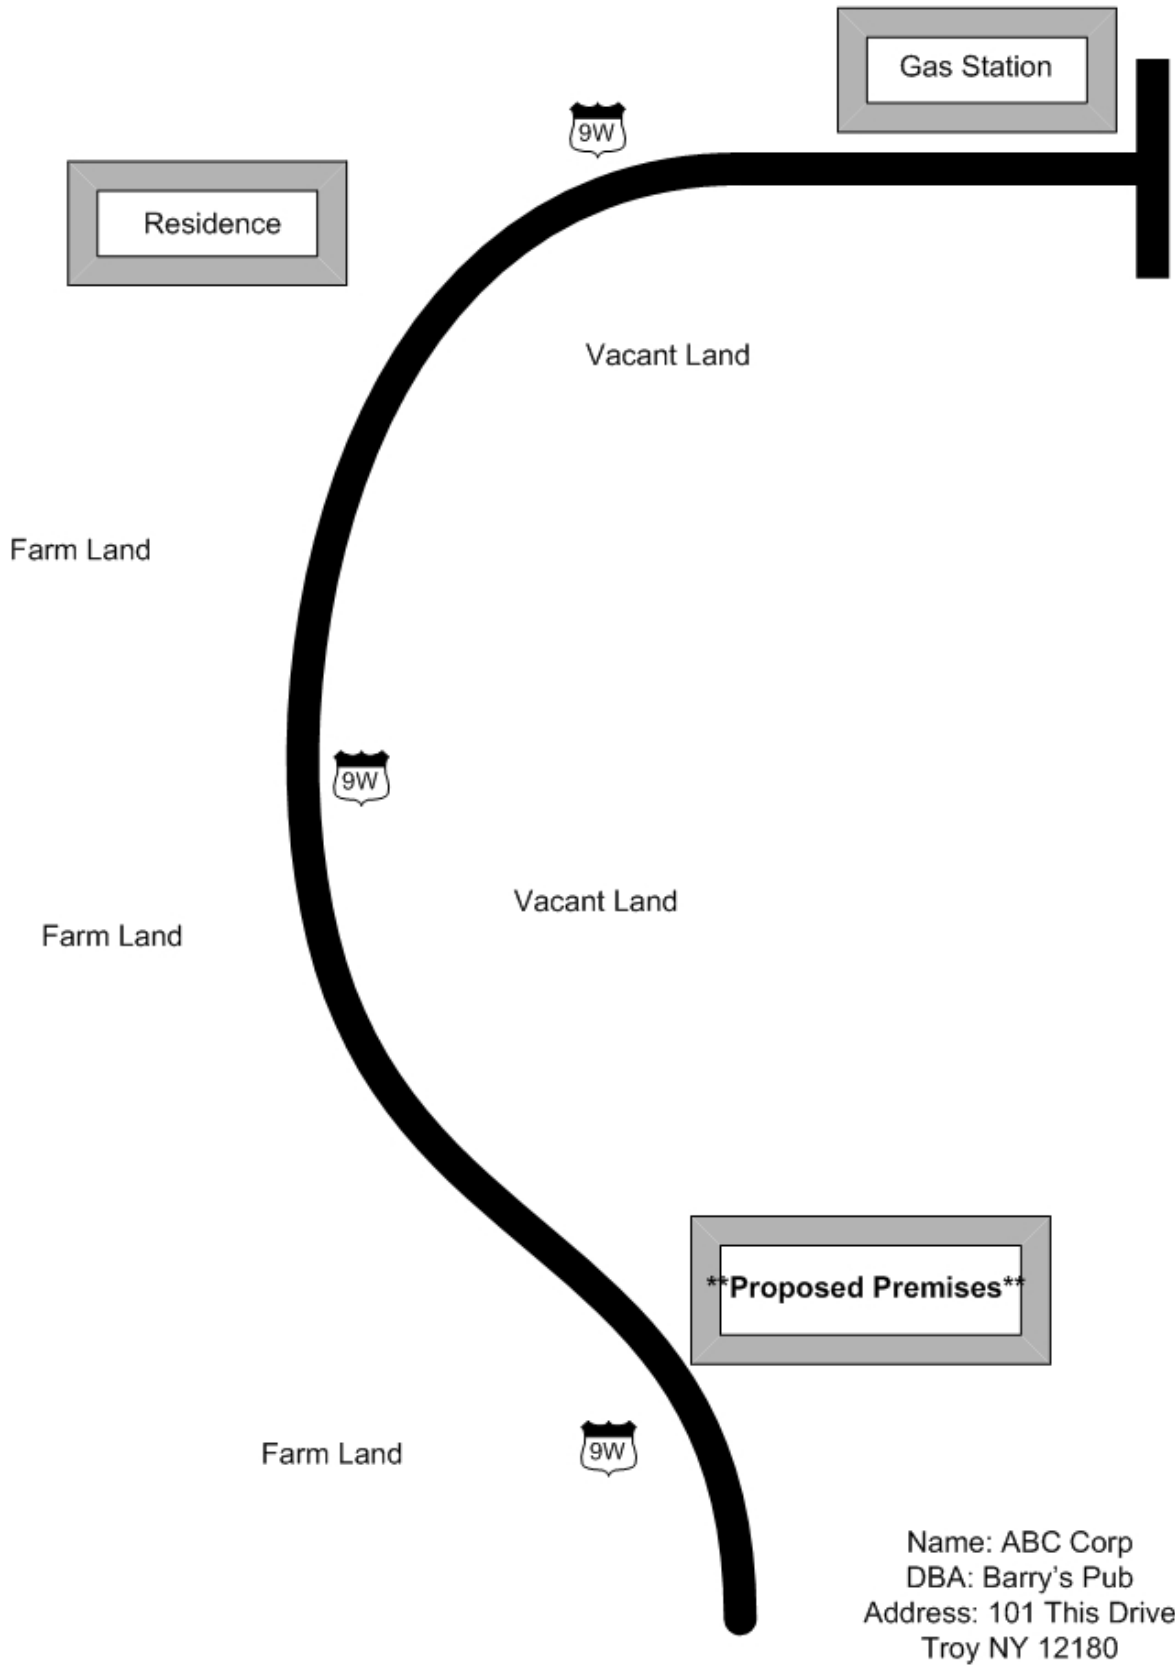 Gas Station
9W
Residence
Vacant Land
Farm Land
9W
Vacant Land
Farm Land
**Proposed Premises**
9W
Farm Land
Name: ABC Corp
DBA: Barry's Pub
Address: 101 This Drive
Troy NY 12180